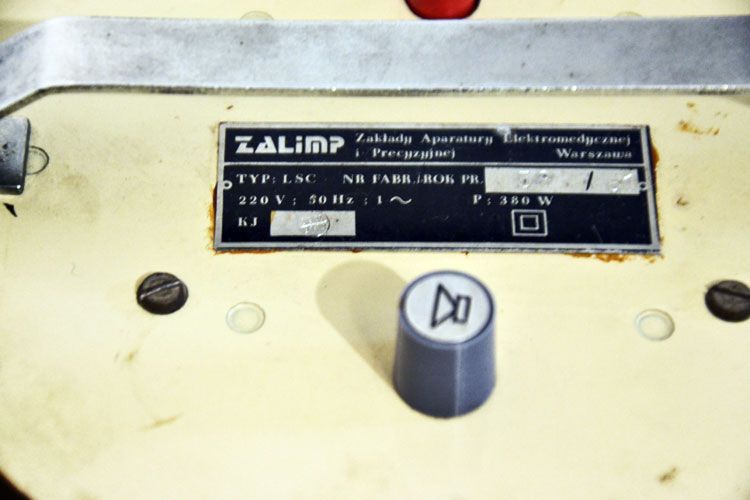 ZALIMP Zakłady Aparatury Elektromedycznej
i Precyzyjnej Warszawa
TYP: LSC NR FABR./ROK PR. /
220 V ; 50 Hz ; 1 ~ P: 380 W
KJ